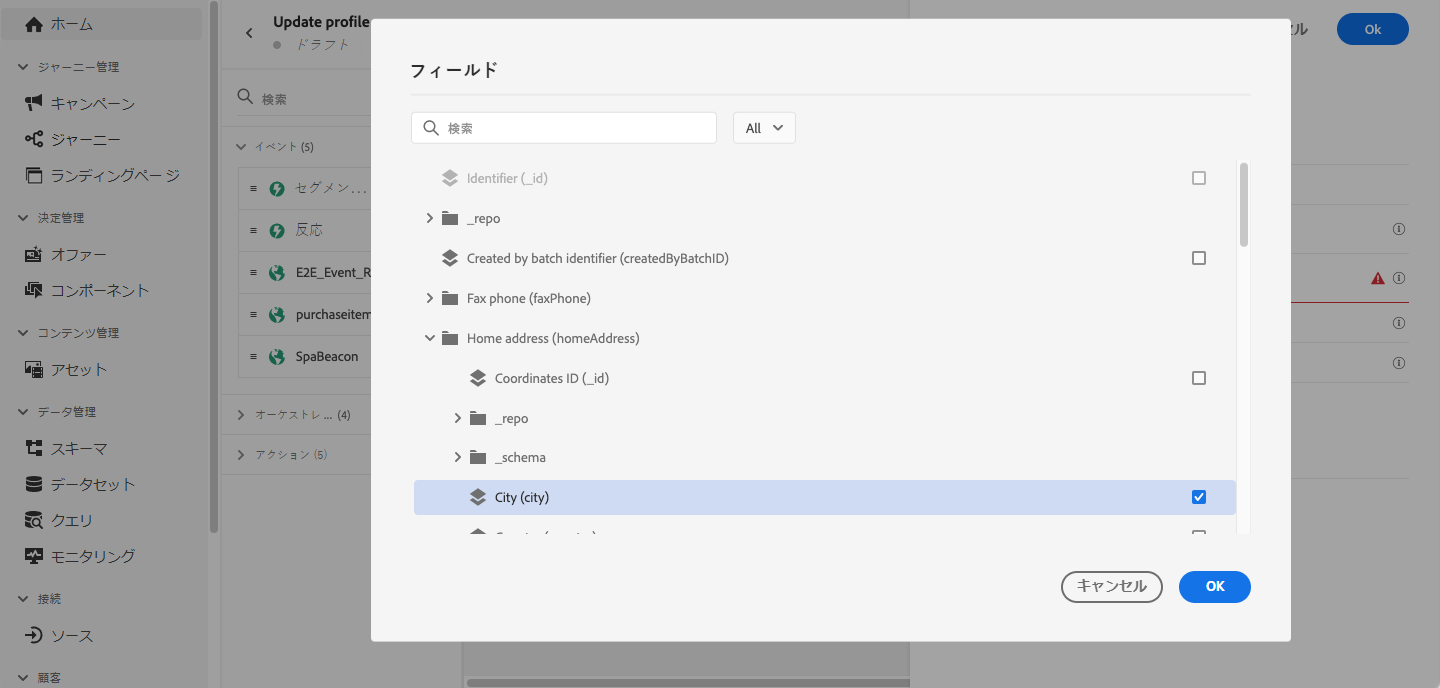 ホーム
ジャーニー管理
キャンペーン
ジャーニー
ランディングページ
決定管理
オファー
コンポーネント
コンテンツ管理
アセット
データ管理
スキーマ
データセット
クエリ
モニタリング
接続
ソース
顧客
Update profile
ドラフト
検索
イベント (5)
セグメン...
反応
E2E_Event_R
purchaseitem
SpaBeacon
オーケストレ ... (4)
アクション (5)
フィールド
検索
All
Identifier (_id)
_repo
Created by batch identifier (createdByBatchID)
Fax phone (faxPhone)
Home address (homeAddress)
Coordinates ID (_id)
_repo
_schema
City (city)
キャンセル
OK
ル
Ok